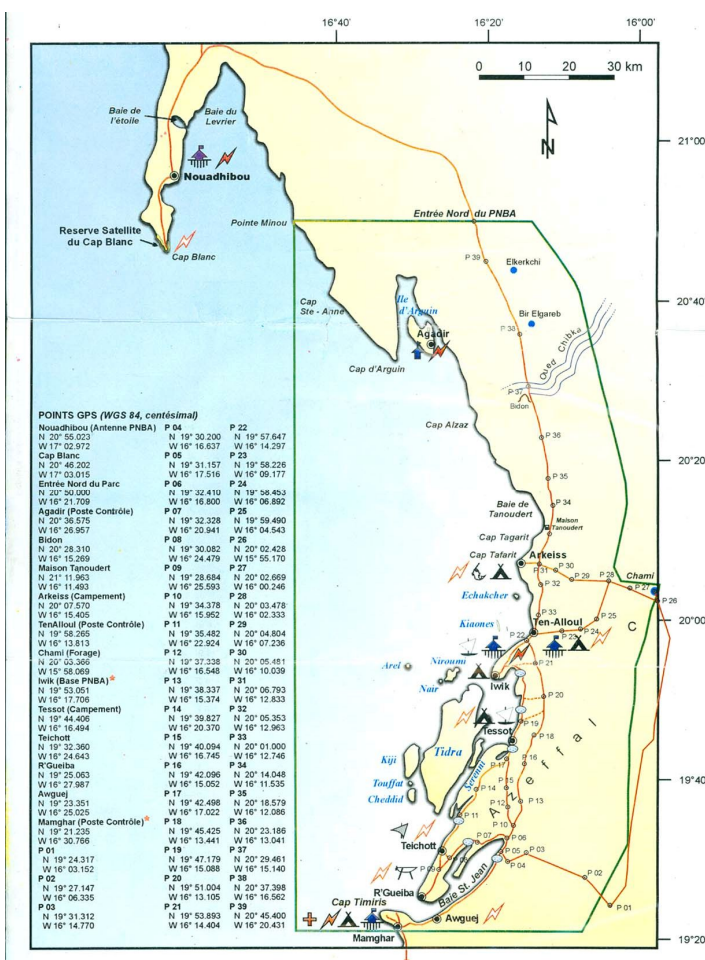 16°40' 16°20' 16°00'
0 10 20 30 km
N
21°00'
20°40'
20°20'
20°00'
19°40'
19°20'
Baie de
l'étoile
Baie du
Levrier
Nouadhibou
Reserve Satellite
du Cap Blanc
Cap Blanc
Pointe Minou
Entrée Nord du PNBA
P 39
Elkerkchi
Cap
Ste - Anne
Ile
d'Arguin
Bir Elgareb
P 38
Agadir
Oued Chibka
Cap d'Arguin
P 37
Bidon
Cap Alzaz
P 36
P 35
Baie de
Tanoudert
P 34
Maison
Tanoudert
Cap Tagarit
Cap Tafarit
Arkeiss
P 31
P 30
P 29
P 28
Chami
P 27
P 26
P 32
Echakcher
P 33
P 25
Kiaones
Ten-Alloul
P 22
P 23
P 24
C
Arel
Niroumi
P 21
Nair
Iwik
P 20
P 19
Tessot
P 18
Tidra
Kiji
Serenni
P 17
P 16
Azeffal
Touffat
Cheddid
P 14
P 15
P 12
P 13
P 11
P 10
Teichott
P 07
P 06
P 08
P 05
P 03
P 04
P 09
P 02
R'Gueiba
Baie St. Jean
P 01
Cap Timiris
Awguej
Mamghar
POINTS GPS (WGS 84, centésimal)
Nouadhibou (Antenne PNBA) P 04 P 22
N 20° 55.023 N 19° 30.200 N 19° 57.647
W 17° 02.972 W 16° 16.637 W 16° 14.297
Cap Blanc P 05 P 23
N 20° 46.202 N 19° 31.157 N 19° 58.226
W 17° 03.015 W 16° 17.516 W 16° 09.177
Entrée Nord du Parc P 06 P 24
N 20° 50.000 N 19° 32.410 N 19° 58.453
W 16° 21.709 W 16° 16.800 W 16° 06.892
Agadir (Poste Contrôle) P 07 P 25
N 20° 36.575 N 19° 32.328 N 19° 59.490
W 16° 26.957 W 16° 20.941 W 16° 04.543
Bidon P 08 P 26
N 20° 28.310 N 19° 30.082 N 20° 02.428
W 16° 15.269 W 16° 24.479 W 15° 55.170
Maison Tanoudert P 09 P 27
N 21° 11.963 N 19° 28.684 N 20° 02.669
W 16° 11.493 W 16° 25.593 W 16° 00.246
Arkeiss (Campement) P 10 P 28
N 20° 07.570 N 19° 34.378 N 20° 03.478
W 16° 15.405 W 16° 15.952 W 16° 02.333
TenAlloul (Poste Contrôle) P 11 P 29
N 19° 58.265 N 19° 35.482 N 20° 04.804
W 16° 13.813 W 16° 22.924 W 16° 07.236
Chami (Forage) P 12 P 30
N 20° 03.366 N 19° 37.338 N 20° 05.481
W 15° 58.069 W 16° 16.548 W 16° 10.039
Iwik (Base PNBA)* P 13 P 31
N 19° 53.051 N 19° 38.337 N 20° 06.793
W 16° 17.706 W 16° 15.374 W 16° 12.833
Tessot (Campement) P 14 P 32
N 19° 44.406 N 19° 39.827 N 20° 05.353
W 16° 16.494 W 16° 20.370 W 16° 12.963
Teichott P 15 P 33
N 19° 32.360 N 19° 40.094 N 20° 01.000
W 16° 24.643 W 16° 16.745 W 16° 12.746
R'Gueiba P 16 P 34
N 19° 25.063 N 19° 42.096 N 20° 14.048
W 16° 27.987 W 16° 15.052 W 16° 11.535
Awguej P 17 P 35
N 19° 23.351 N 19° 42.498 N 20° 18.579
W 16° 25.025 W 16° 17.022 W 16° 12.086
Mamghar (Poste Contrôle)* P 18 P 36
N 19° 21.235 N 19° 45.425 N 20° 23.186
W 16° 30.766 W 16° 13.441 W 16° 13.041
P 01 P 19 P 37
N 19° 24.317 N 19° 47.179 N 20° 29.461
W 16° 03.152 W 16° 15.088 W 16° 15.140
P 02 P 20 P 38
N 19° 27.147 N 19° 51.004 N 20° 37.398
W 16° 06.335 W 16° 13.105 W 16° 16.562
P 03 P 21 P 39
N 19° 31.312 N 19° 53.893 N 20° 45.400
W 16° 14.770 W 16° 14.404 W 16° 20.431